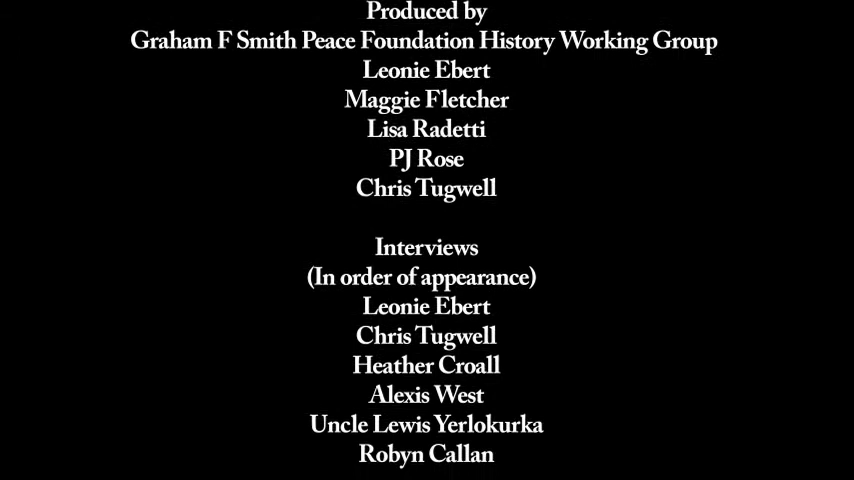 Produced by
Graham F Smith Peace Foundation History Working Group
Leonie Ebert
Maggie Fletcher
Lisa Radetti
PJ Rose
Chris Tugwell
Interviews
(In order of appearance)
Leonie Ebert
Chris Tugwell
Heather Croall
Alexis West
Uncle Lewis Yerlokurka
Robyn Callan